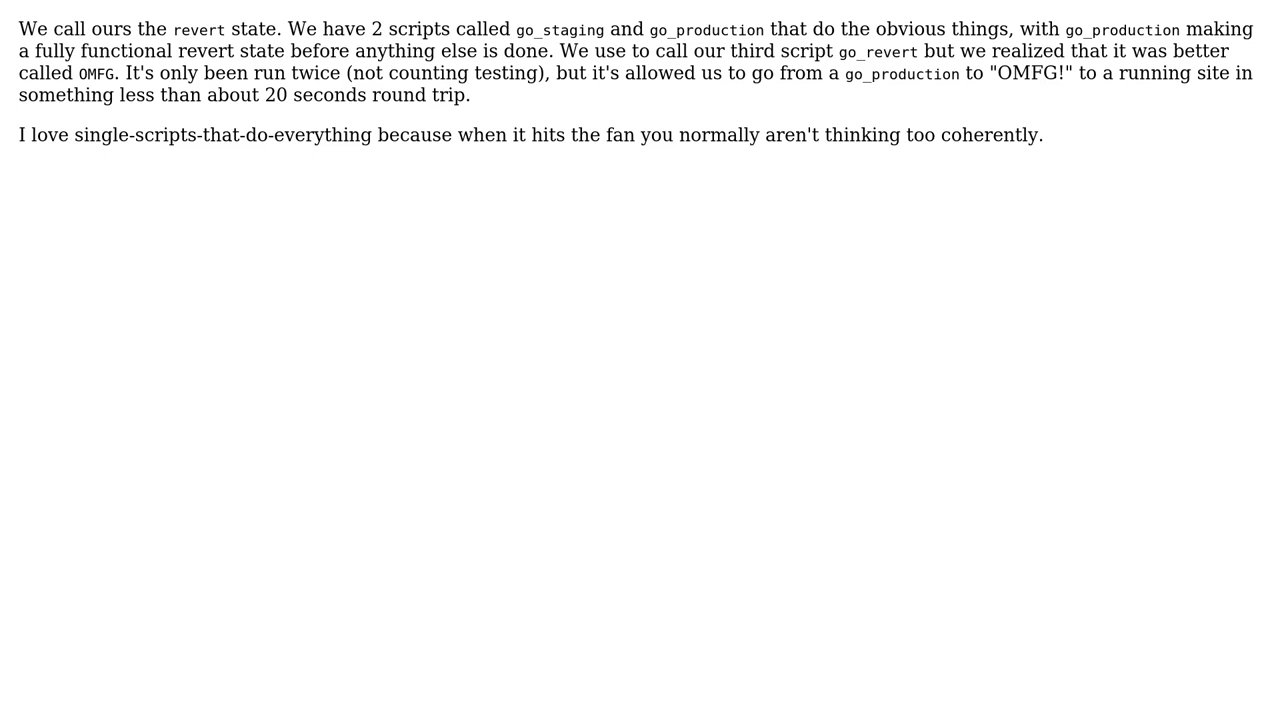 We call ours the revert state. We have 2 scripts called go_staging and go_production that do the obvious things, with go_production making
a fully functional revert state before anything else is done. We use to call our third script go_revert but we realized that it was better
called OMFG. It's only been run twice (not counting testing), but it's allowed us to go from a go_production to "OMFG!" to a running site in
something less than about 20 seconds round trip.
I love single-scripts-that-do-everything because when it hits the fan you normally aren't thinking too coherently.